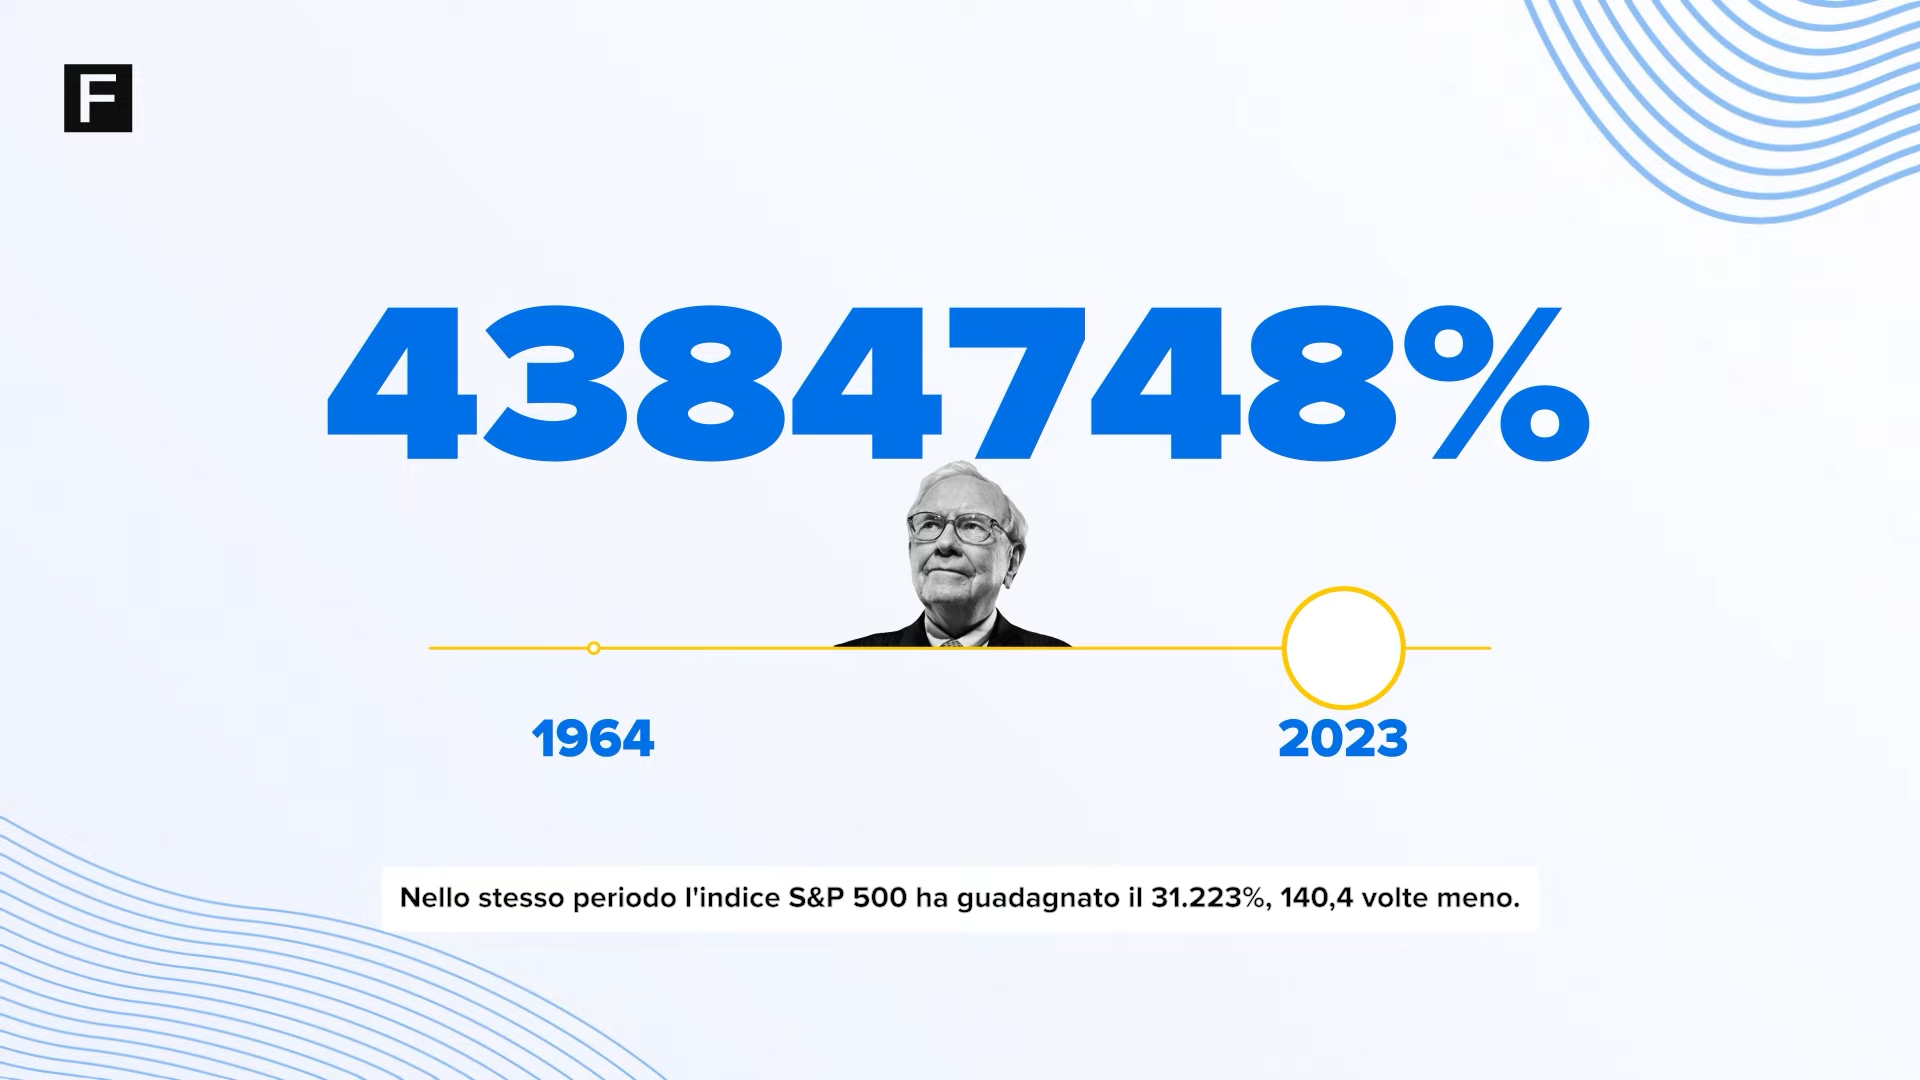 F
4384748%
1964
2023
Nello stesso periodo l'indice S&P 500 ha guadagnato il 31.223%, 140,4 volte meno.